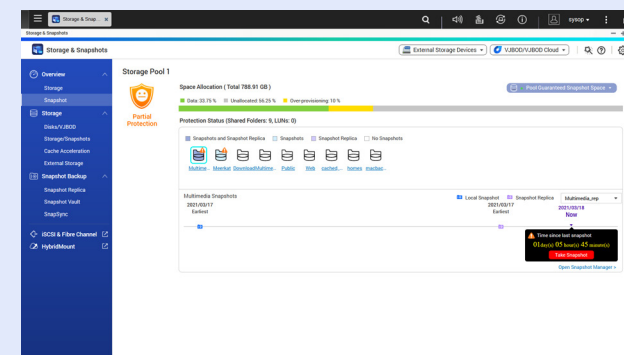 Storage & Snap... ×
sysop
Storage & Snapshots
Storage & Snapshots
External Storage Devices
VJBOD/VJBOD Cloud
Overview
Storage
Snapshot
Storage
Disks/VJBOD
Storage/Snapshots
Cache Acceleration
External Storage
Snapshot Backup
Snapshot Replica
Snapshot Vault
SnapSync
iSCSI & Fibre Channel
HybridMount
Storage Pool 1
Partial
Protection
Space Allocation ( Total 788.91 GB )
Pool Guaranteed Snapshot Space
Data: 33.75 % Unallocated: 56.25 % Over-provisioning: 10 %
Protection Status (Shared Folders: 9, LUNs: 0)
Snapshots and Snapshot Replica Snapshots Snapshot Replica No Snapshots
Multime.. Meerkat Download Multime... Public Web cached... homes macbac...
Multimedia Snapshots
Local Snapshot Snapshot Replica Multimedia_rep
2021/03/17 2021/03/17 2021/03/18
Earliest Earliest Now
Time since last snapshot
01day(s) 05 hour(s) 45 minute(s)
Take Snapshot
Open Snapshot Manager »